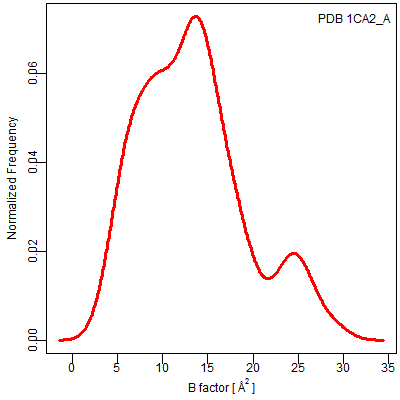 PDB 1CA2_A
Normalized Frequency
0.00
0.02
0.04
0.06
0 5 10 15 20 25 30 35
B factor [ Å² ]